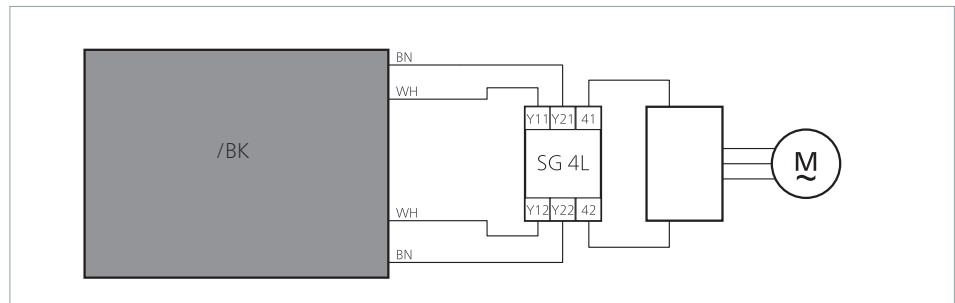 BN
WH
Y11 Y21 41
/BK
SG 4L
M
~
Y12 Y22 42
WH
BN